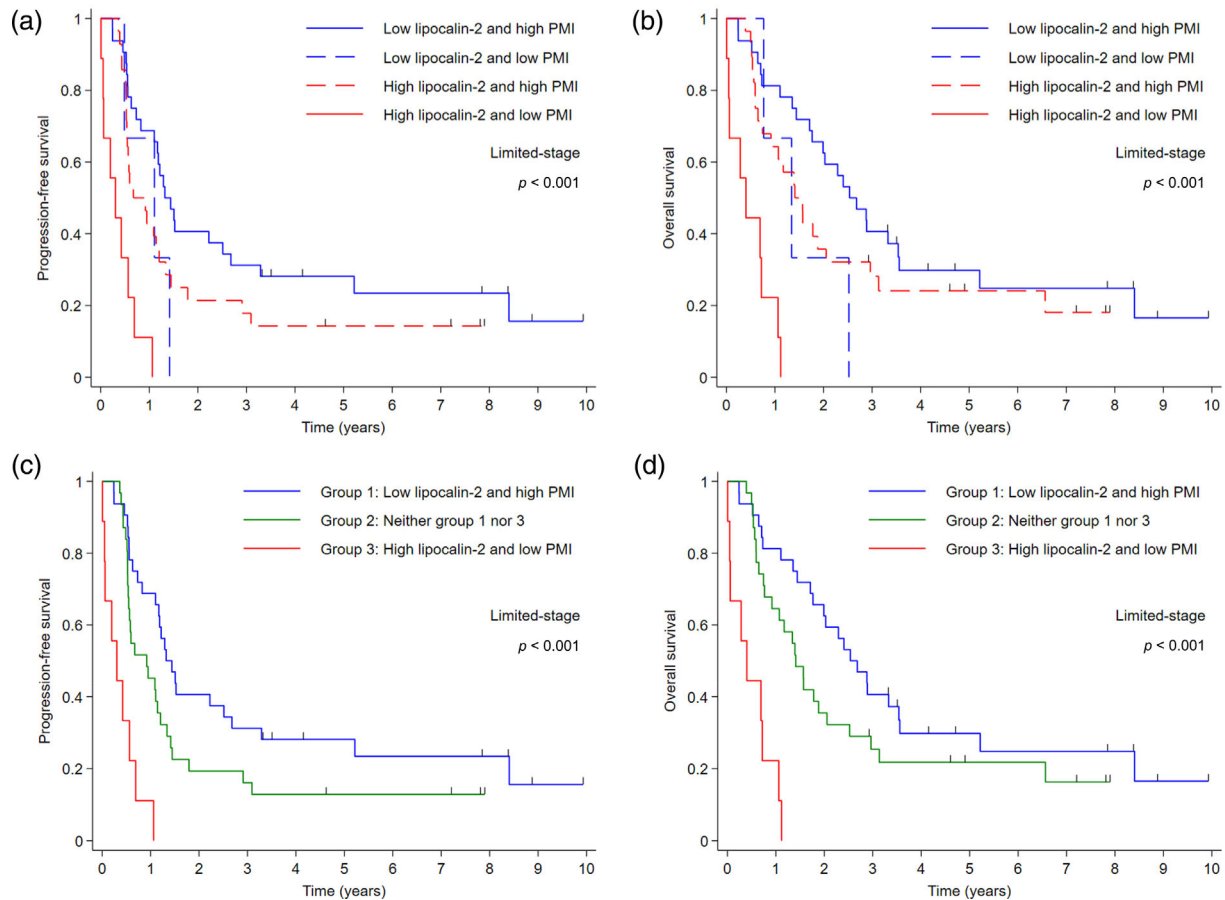 (a)
Low lipocalin-2 and high PMI
Low lipocalin-2 and low PMI
High lipocalin-2 and high PMI
High lipocalin-2 and low PMI
Limited-stage
p < 0.001
Progression-free survival
1
0.8
0.6
0.4
0.2
0
0 1 2 3 4 5 6 7 8 9 10
Time (years)
(b)
Low lipocalin-2 and high PMI
Low lipocalin-2 and low PMI
High lipocalin-2 and high PMI
High lipocalin-2 and low PMI
Limited-stage
p < 0.001
Overall survival
1
0.8
0.6
0.4
0.2
0
0 1 2 3 4 5 6 7 8 9 10
Time (years)
(c)
Group 1: Low lipocalin-2 and high PMI
Group 2: Neither group 1 nor 3
Group 3: High lipocalin-2 and low PMI
Limited-stage
p < 0.001
Progression-free survival
1
0.8
0.6
0.4
0.2
0
0 1 2 3 4 5 6 7 8 9 10
Time (years)
(d)
Group 1: Low lipocalin-2 and high PMI
Group 2: Neither group 1 nor 3
Group 3: High lipocalin-2 and low PMI
Limited-stage
p < 0.001
Overall survival
1
0.8
0.6
0.4
0.2
0
0 1 2 3 4 5 6 7 8 9 10
Time (years)